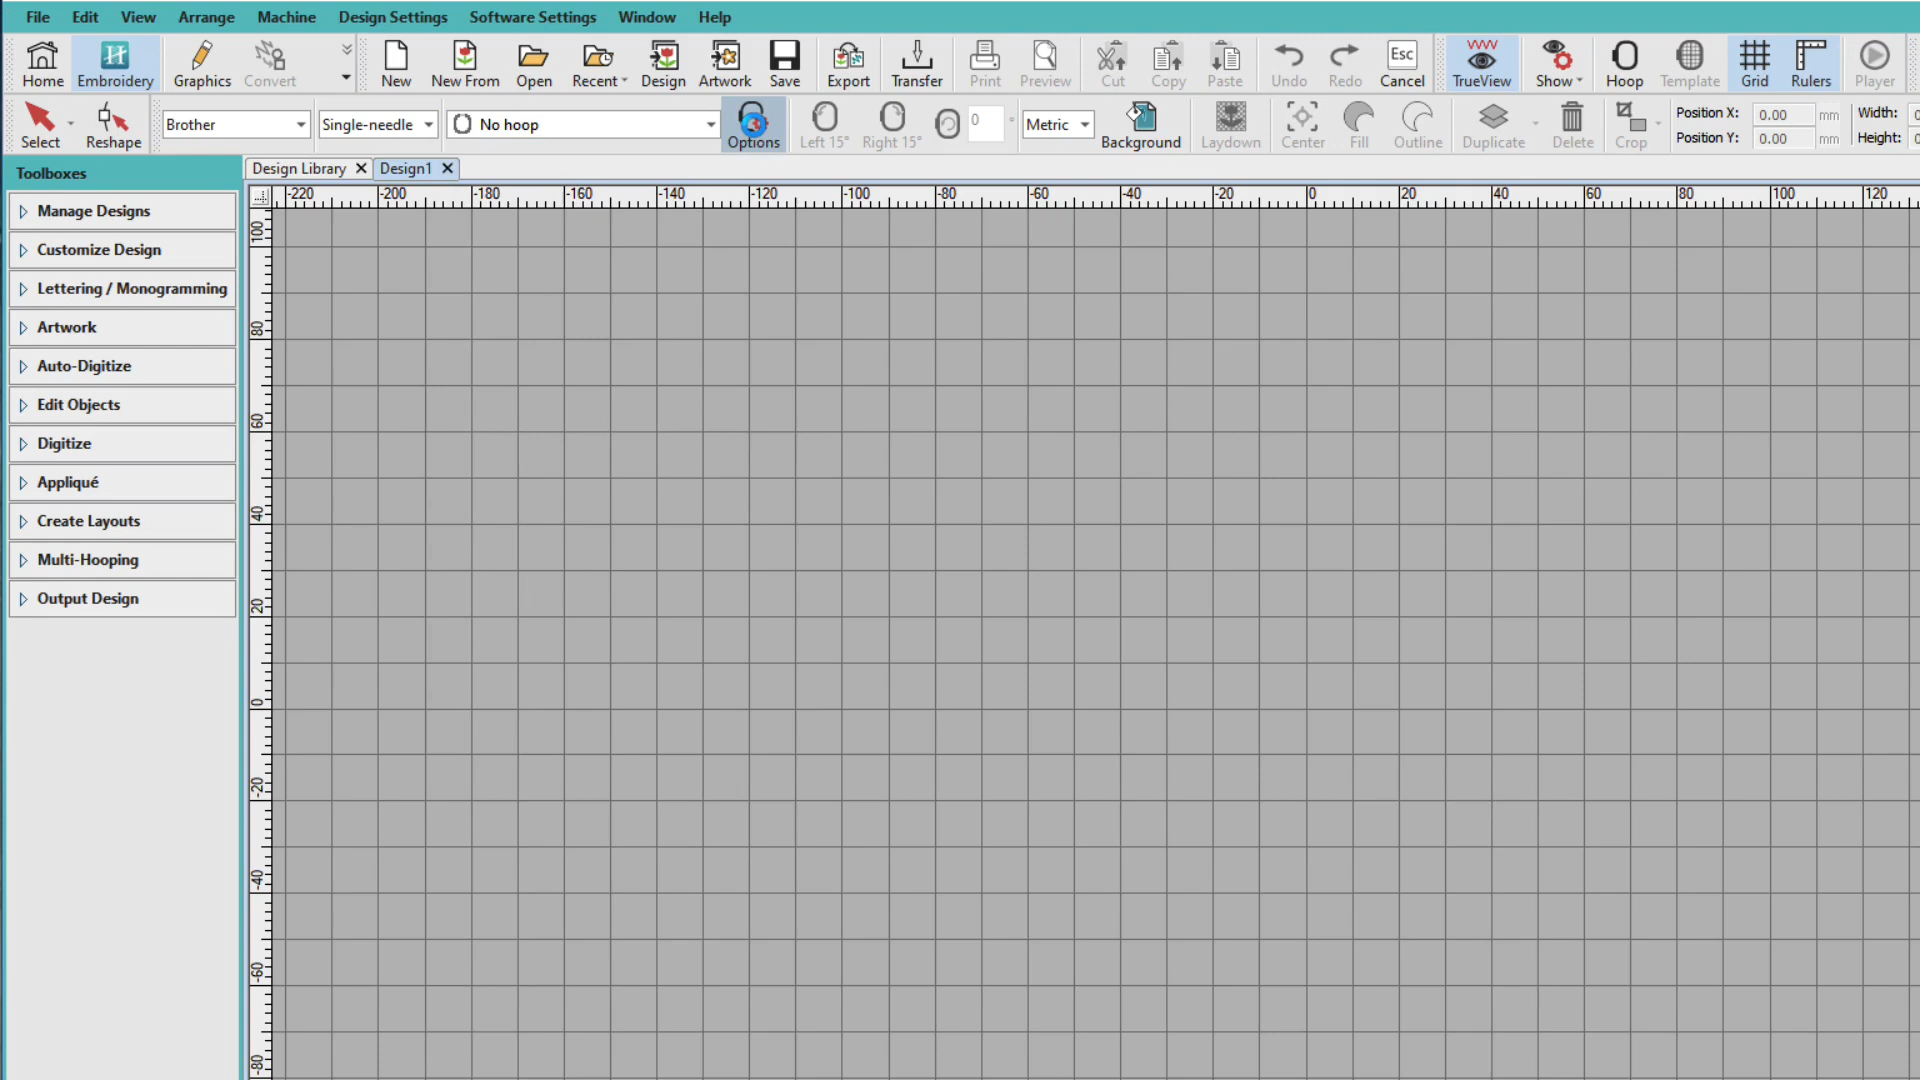 File Edit View Arrange Machine Design Settings Software Settings Window Help
Home Embroidery Graphics Convert New New From Open Recent Design Artwork Save Export Transfer Print Preview Cut Copy Paste Undo Redo Esc Cancel TrueView Show Hoop Template Grid Rulers Player
Select Reshape Brother Single-needle No hoop Options Left 15° Right 15° 0 ° Metric Background Laydown Center Fill Outline Duplicate Delete Crop
Position X: 0.00 mm Width:
Position Y: 0.00 mm Height:
Toolboxes
Design Library Design1
Manage Designs
Customize Design
Lettering / Monogramming
Artwork
Auto-Digitize
Edit Objects
Digitize
Appliqué
Create Layouts
Multi-Hooping
Output Design
-220 -200 -180 -160 -140 -120 -100 -80 -60 -40 -20 0 20 40 60 80 100 120
100
80
60
40
20
0
-20
-40
-60
-80